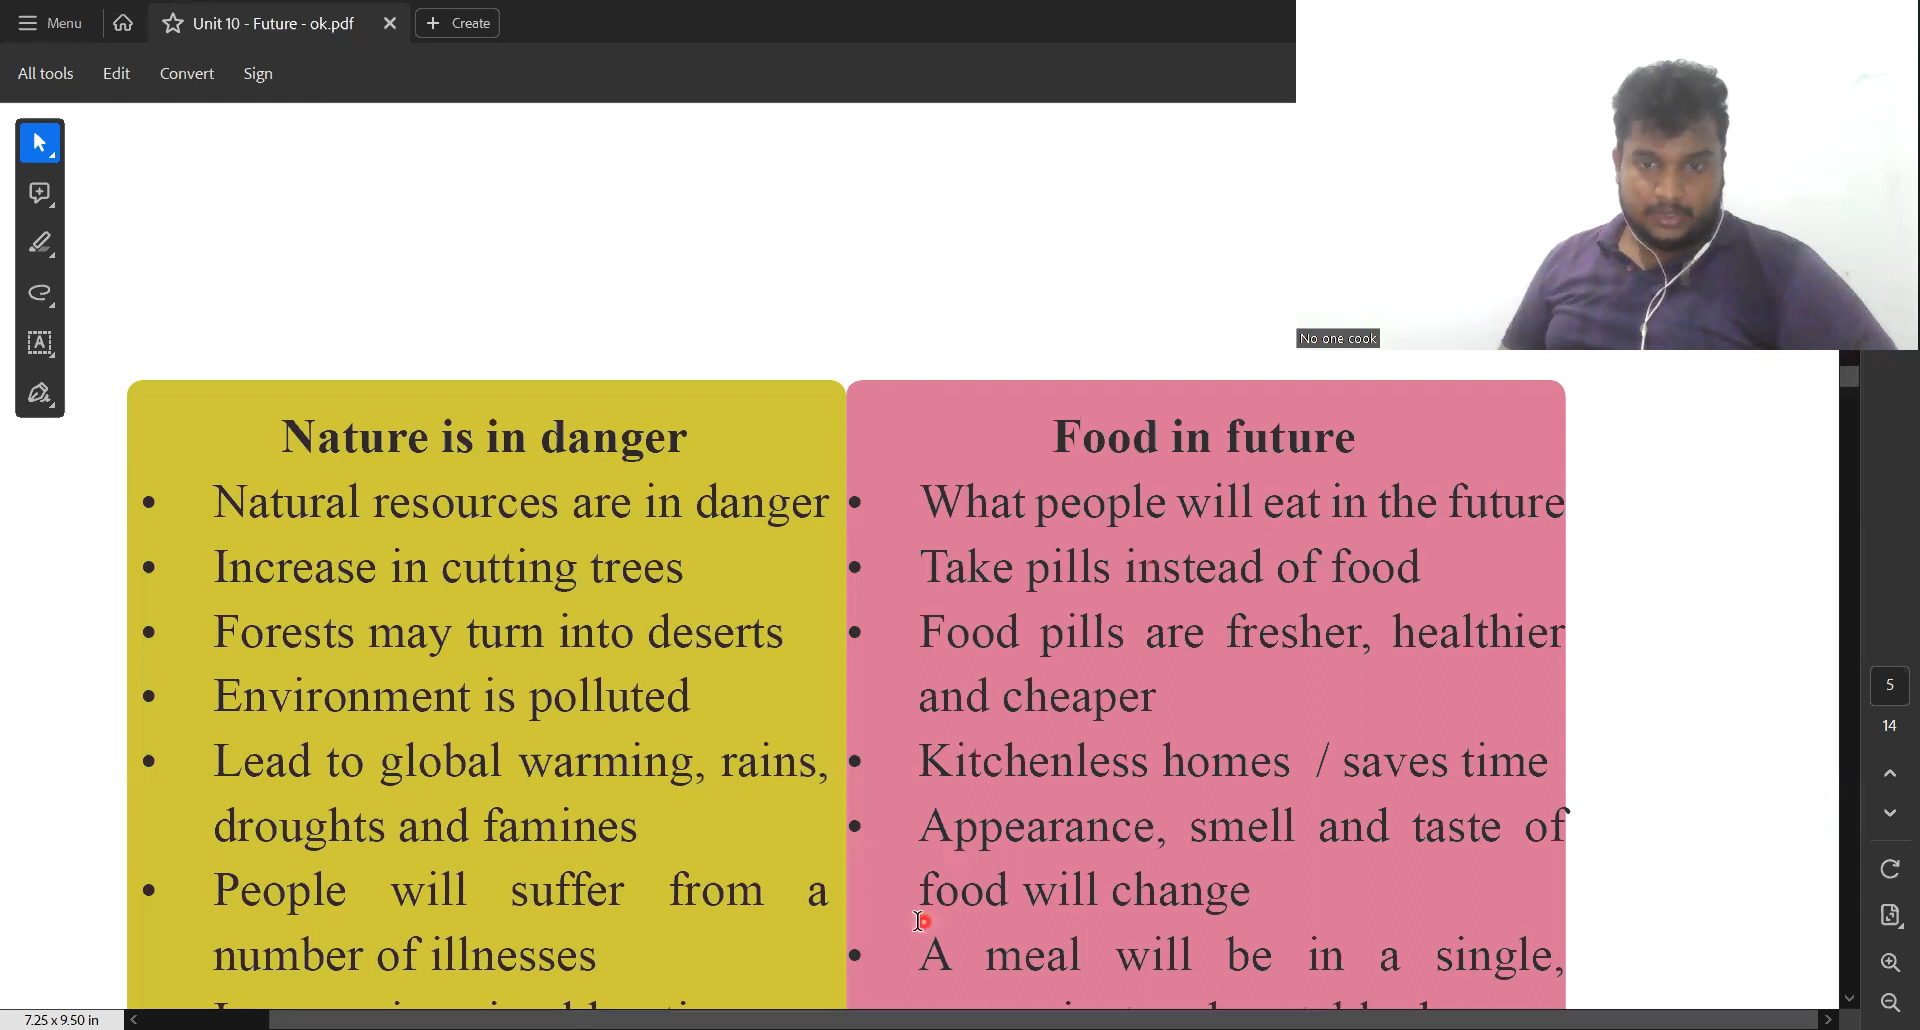 Menu
Unit 10 - Future - ok.pdf
Create
All tools
Edit
Convert
Sign
No one cook
Nature is in danger
• Natural resources are in danger
• Increase in cutting trees
• Forests may turn into deserts
• Environment is polluted
• Lead to global warming, rains,
droughts and famines
• People will suffer from a
number of illnesses
Food in future
• What people will eat in the future
• Take pills instead of food
• Food pills are fresher, healthier
and cheaper
• Kitchenless homes / saves time
• Appearance, smell and taste of
food will change
• A meal will be in a single,
5
14
7.25 x 9.50 in